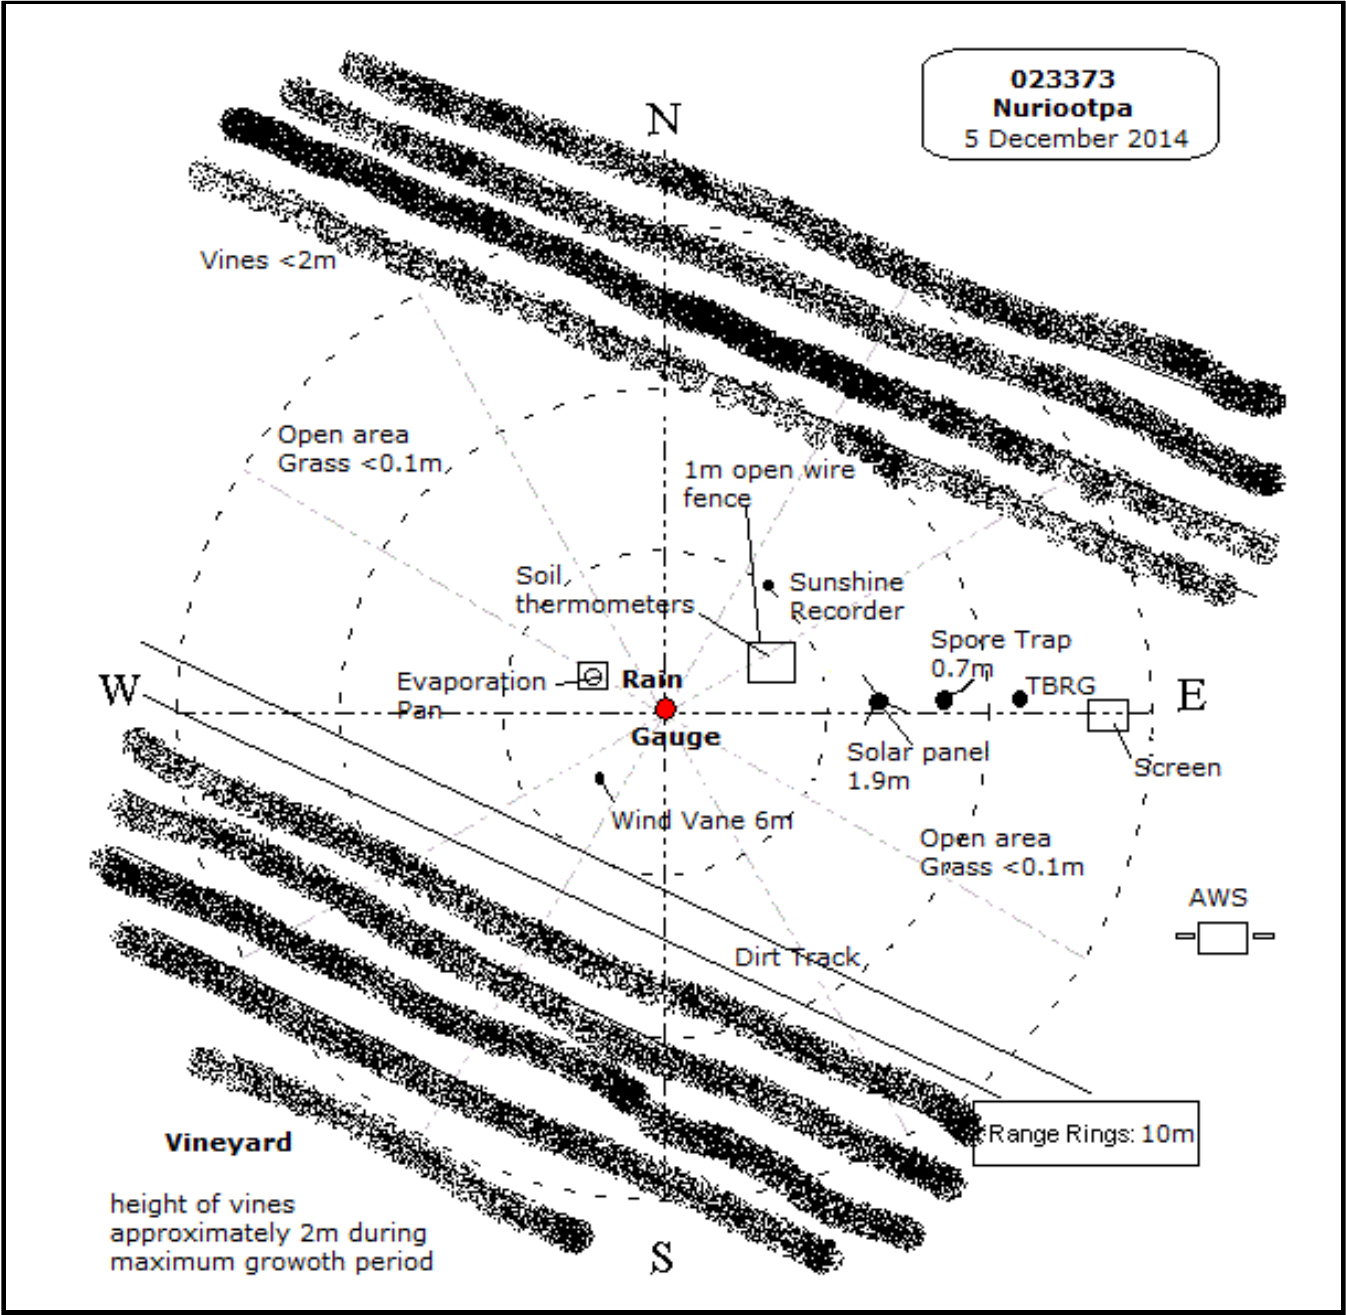 023373
Nuriootpa
5 December 2014
N
Vines <2m
Open area
Grass <0.1m
1m open wire
fence
Soil
thermometers
Sunshine
Recorder
Spore Trap
0.7m
TBRG
W
Evaporation
Pan
Rain
Gauge
E
Solar panel
1.9m
Screen
Wind Vane 6m
Open area
Grass <0.1m
AWS
Dirt Track
Range Rings: 10m
Vineyard
height of vines
approximately 2m during
maximum growoth period
S